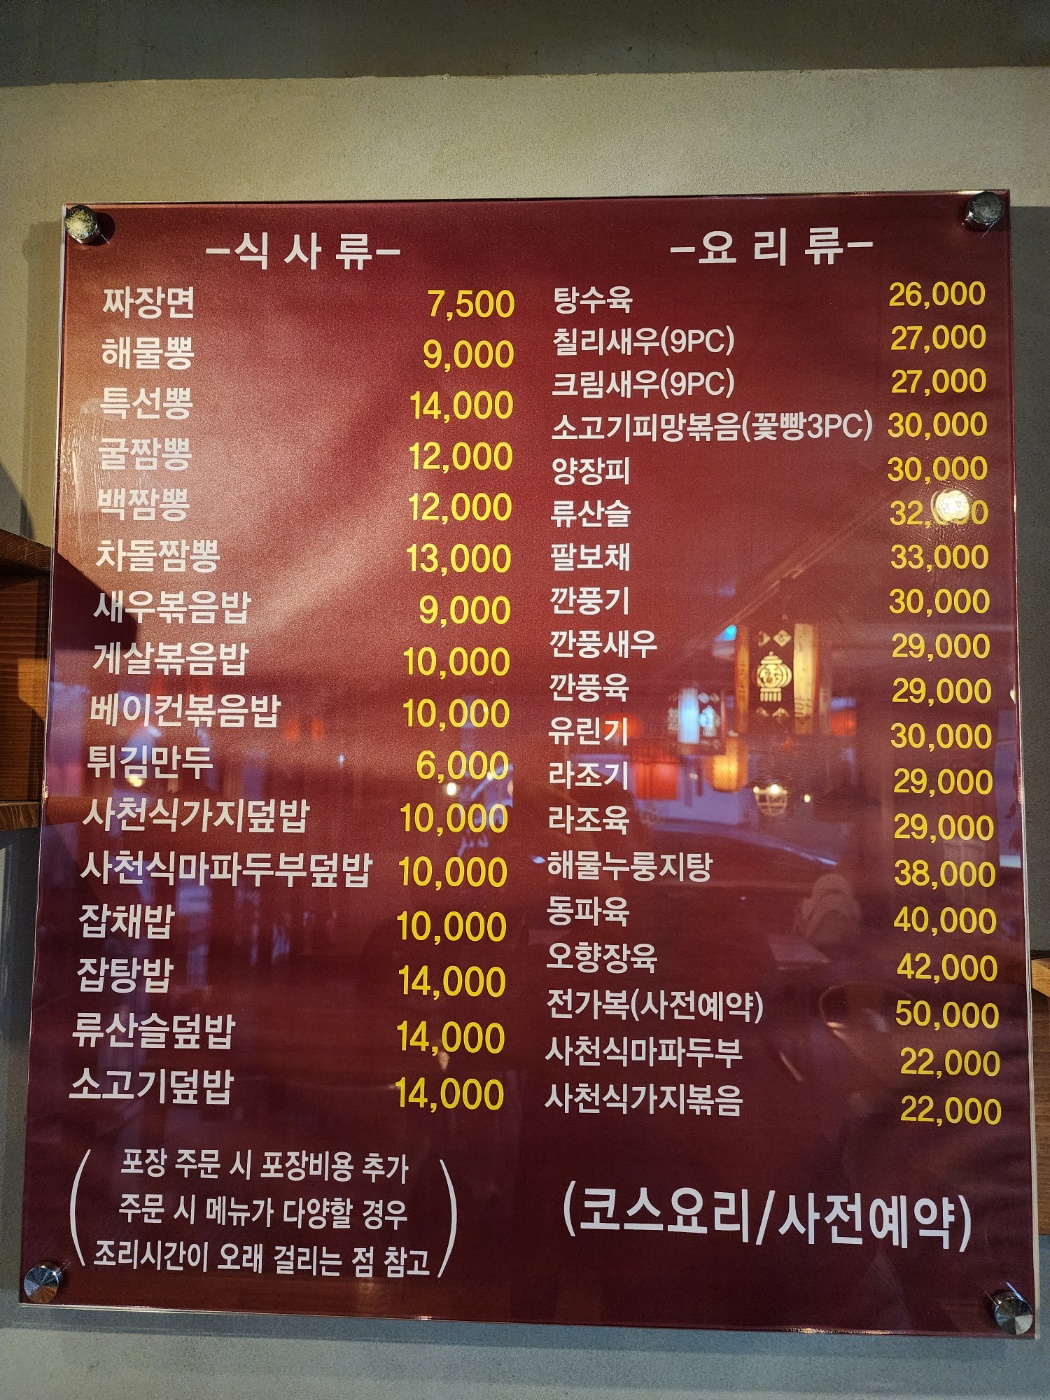 -식 사 류-
짜장면 7,500
해물뽕 9,000
특선뽕 14,000
굴짬뽕 12,000
백짬뽕 12,000
차돌짬뽕 13,000
새우볶음밥 9,000
게살볶음밥 10,000
베이컨볶음밥 10,000
튀김만두 6,000
사천식가지덮밥 10,000
사천식마파두부덮밥 10,000
잡채밥 10,000
잡탕밥 14,000
류산슬덮밥 14,000
소고기덮밥 14,000
(포장 주문 시 포장비용 추가
주문 시 메뉴가 다양할 경우
조리시간이 오래 걸리는 점 참고)
-요 리 류-
탕수육 26,000
칠리새우(9PC) 27,000
크림새우(9PC) 27,000
소고기피망볶음(꽃빵3PC) 30,000
양장피 30,000
류산슬 32,000
팔보채 33,000
깐풍기 30,000
깐풍새우 29,000
깐풍육 29,000
유린기 30,000
라조기 29,000
라조육 29,000
해물누룽지탕 38,000
동파육 40,000
오향장육 42,000
전가복(사전예약) 50,000
사천식마파두부 22,000
사천식가지볶음 22,000
(코스요리/사전예약)